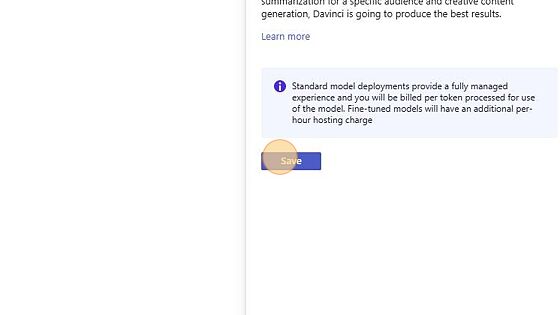 summarization for a specific audience and creative content
generation, Davinci is going to produce the best results.
Learn more
Standard model deployments provide a fully managed
experience and you will be billed per token processed for use
of the model. Fine-tuned models will have an additional per-
hour hosting charge
Save